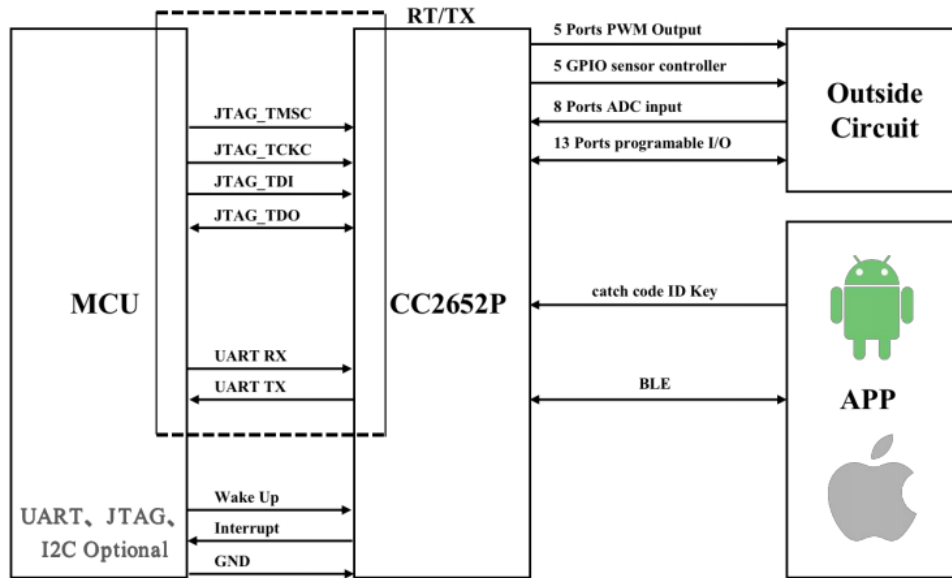 RT/TX
5 Ports PWM Output
5 GPIO sensor controller
8 Ports ADC input
13 Ports programable I/O
Outside
Circuit
JTAG_TMSC
JTAG_TCKC
JTAG_TDI
JTAG_TDO
MCU
CC2652P
catch code ID Key
UART RX
UART TX
BLE
APP
Wake Up
Interrupt
GND
UART、JTAG、
I2C Optional